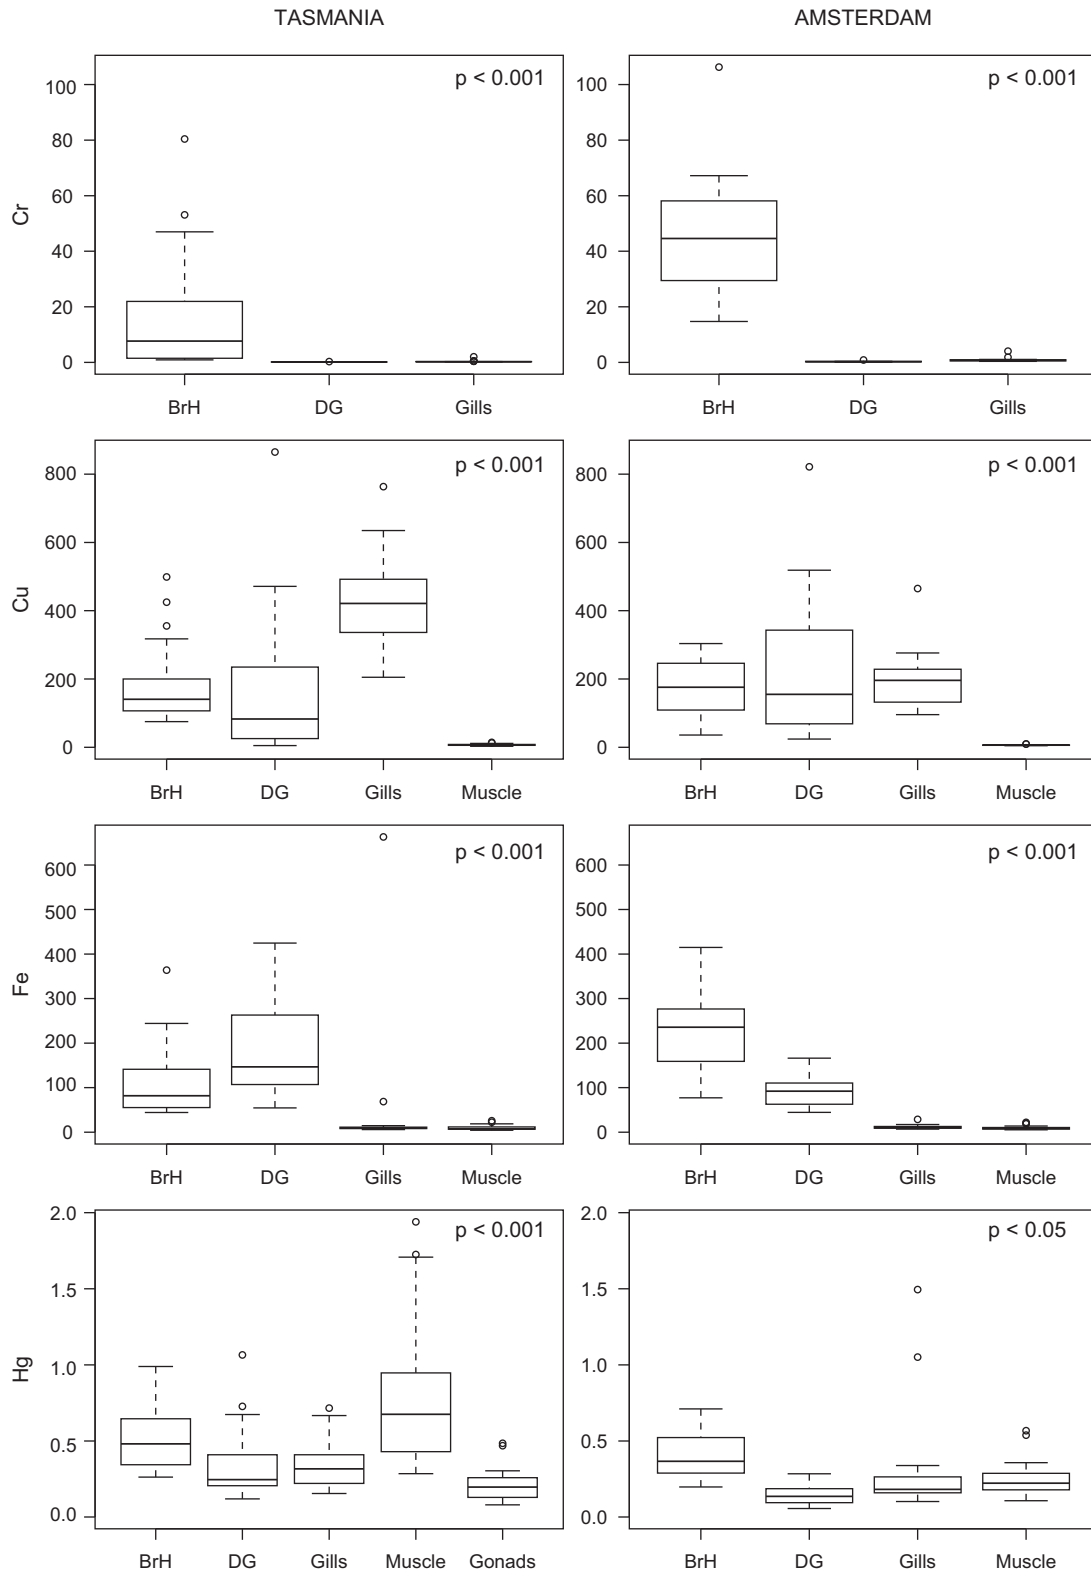 TASMANIA AMSTERDAM
p < 0.001 p < 0.001
100 100
80 80
60 60
Cr
40 40
20 20
0 0
BrH DG Gills BrH DG Gills
p < 0.001 p < 0.001
800 800
600 600
Cu
400 400
200 200
0 0
BrH DG Gills Muscle BrH DG Gills Muscle
p < 0.001 p < 0.001
600 600
500 500
400 400
Fe
300 300
200 200
100 100
0 0
BrH DG Gills Muscle BrH DG Gills Muscle
2.0 2.0
p < 0.001 p < 0.05
1.5 1.5
1.0 1.0
Hg
0.5 0.5
0.0 0.0
BrH DG Gills Muscle Gonads BrH DG Gills Muscle